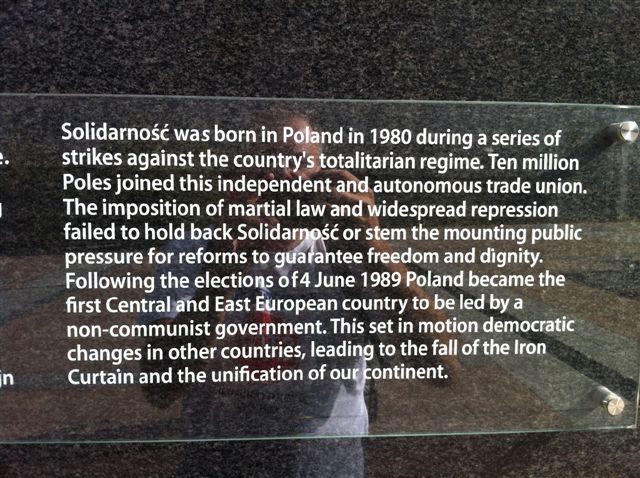 Solidarność was born in Poland in 1980 during a series of
strikes against the country's totalitarian regime. Ten million
Poles joined this independent and autonomous trade union.
The imposition of martial law and widespread repression
failed to hold back Solidarność or stem the mounting public
pressure for reforms to guarantee freedom and dignity.
Following the elections of 4 June 1989 Poland became the
first Central and East European country to be led by a
non-communist government. This set in motion democratic
changes in other countries, leading to the fall of the Iron
Curtain and the unification of our continent.